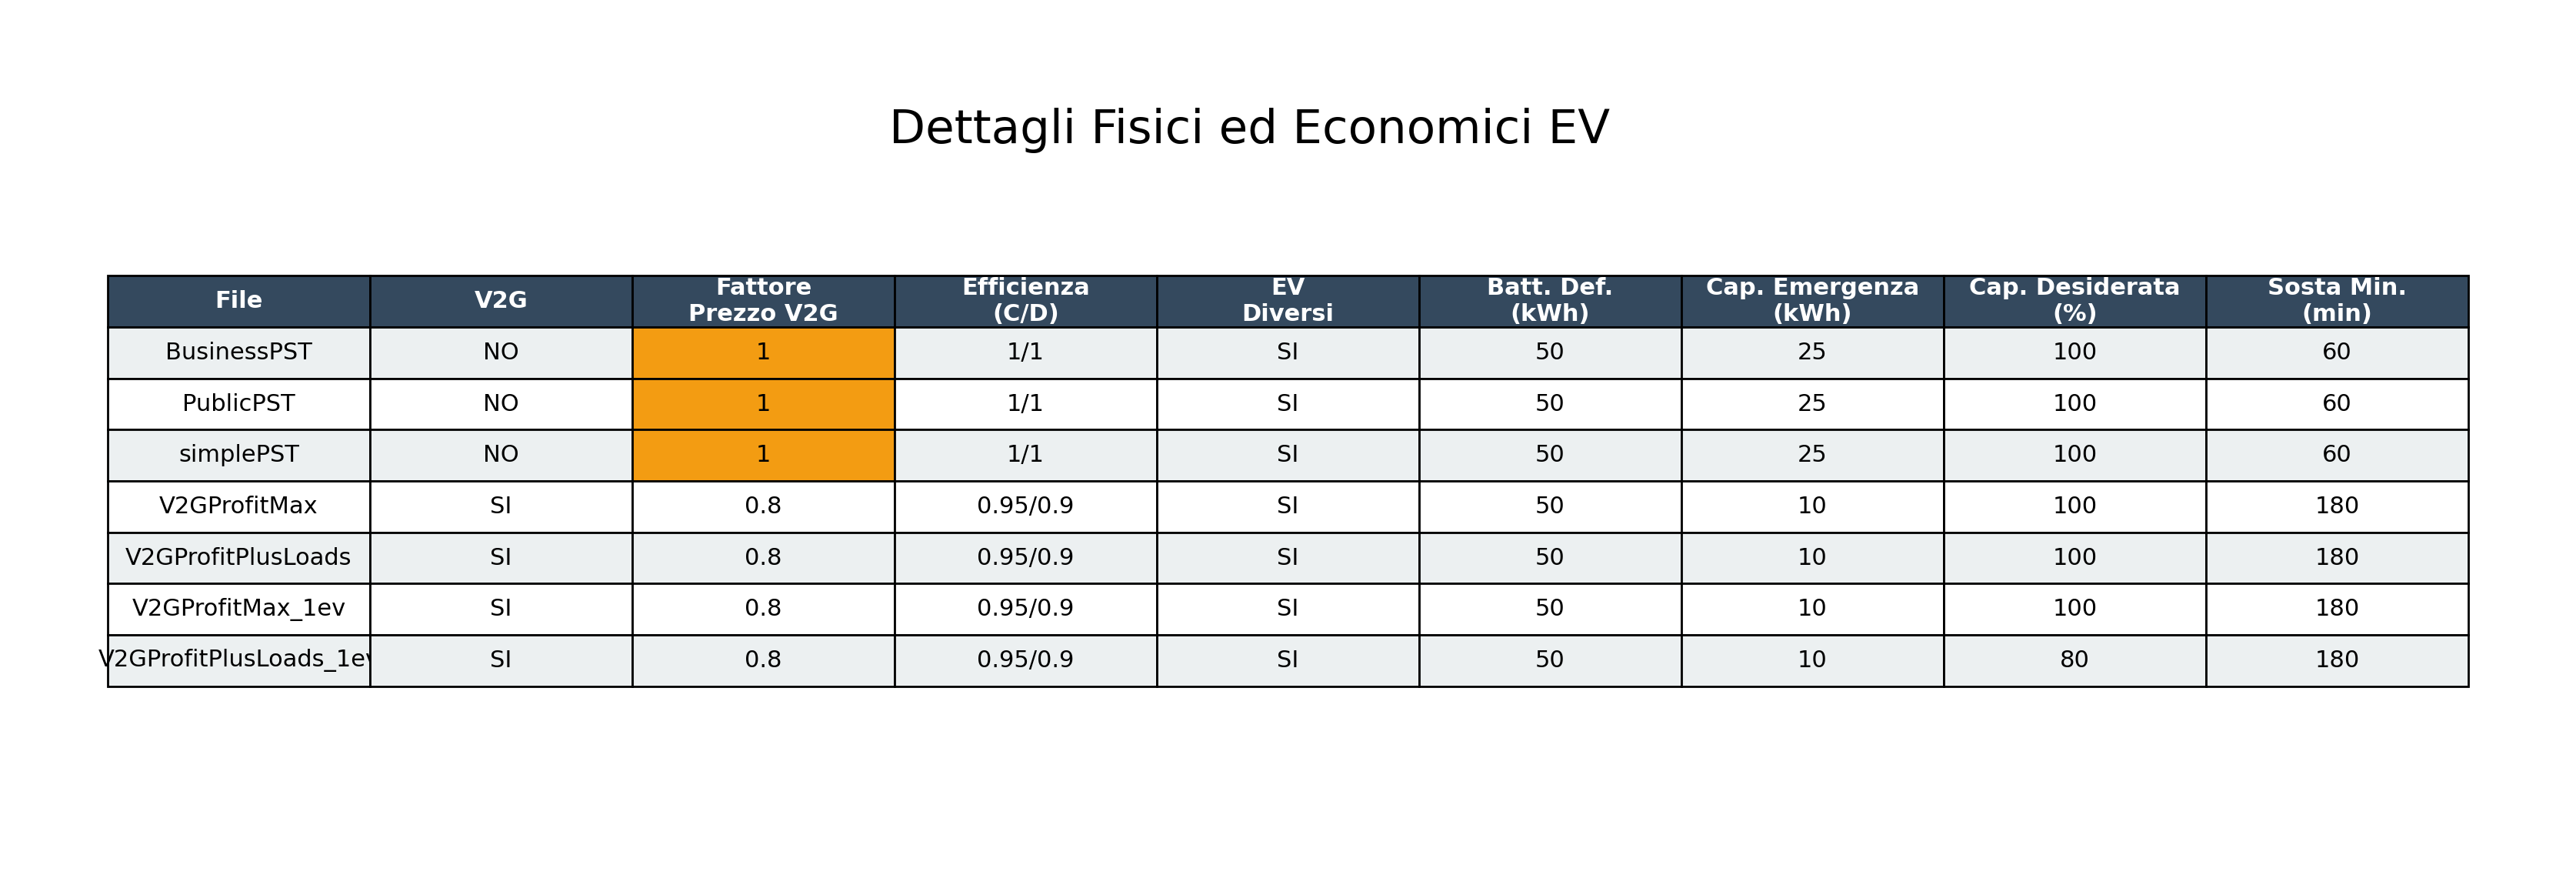 Dettagli Fisici ed Economici EV
File V2G Fattore Prezzo V2G Efficienza (C/D) EV Diversi Batt. Def. (kWh) Cap. Emergenza (kWh) Cap. Desiderata (%) Sosta Min. (min)
BusinessPST NO 1 1/1 SI 50 25 100 60
PublicPST NO 1 1/1 SI 50 25 100 60
simplePST NO 1 1/1 SI 50 25 100 60
V2GProfitMax SI 0.8 0.95/0.9 SI 50 10 100 180
V2GProfitPlusLoads SI 0.8 0.95/0.9 SI 50 10 100 180
V2GProfitMax_1ev SI 0.8 0.95/0.9 SI 50 10 100 180
V2GProfitPlusLoads_1ev SI 0.8 0.95/0.9 SI 50 10 80 180